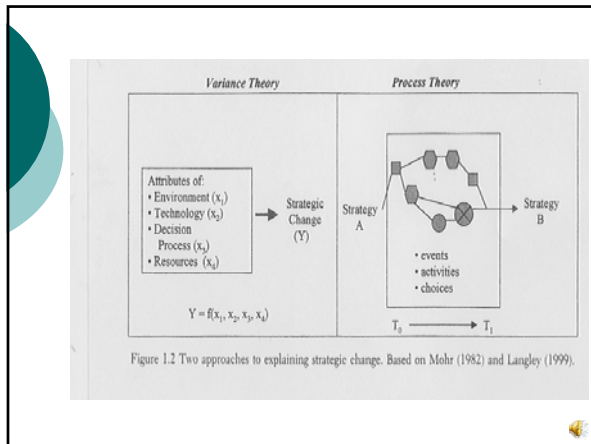 Variance Theory
Attributes of:
• Environment (x₁)
• Technology (x₂)
• Decision
Process (x₃)
• Resources (x₄)
Strategic
Change
(Y)
Y = f(x₁, x₂, x₃, x₄)
Process Theory
Strategy
A
Strategy
B
• events
• activities
• choices
T₀
T₁
Figure 1.2 Two approaches to explaining strategic change. Based on Mohr (1982) and Langley (1999).